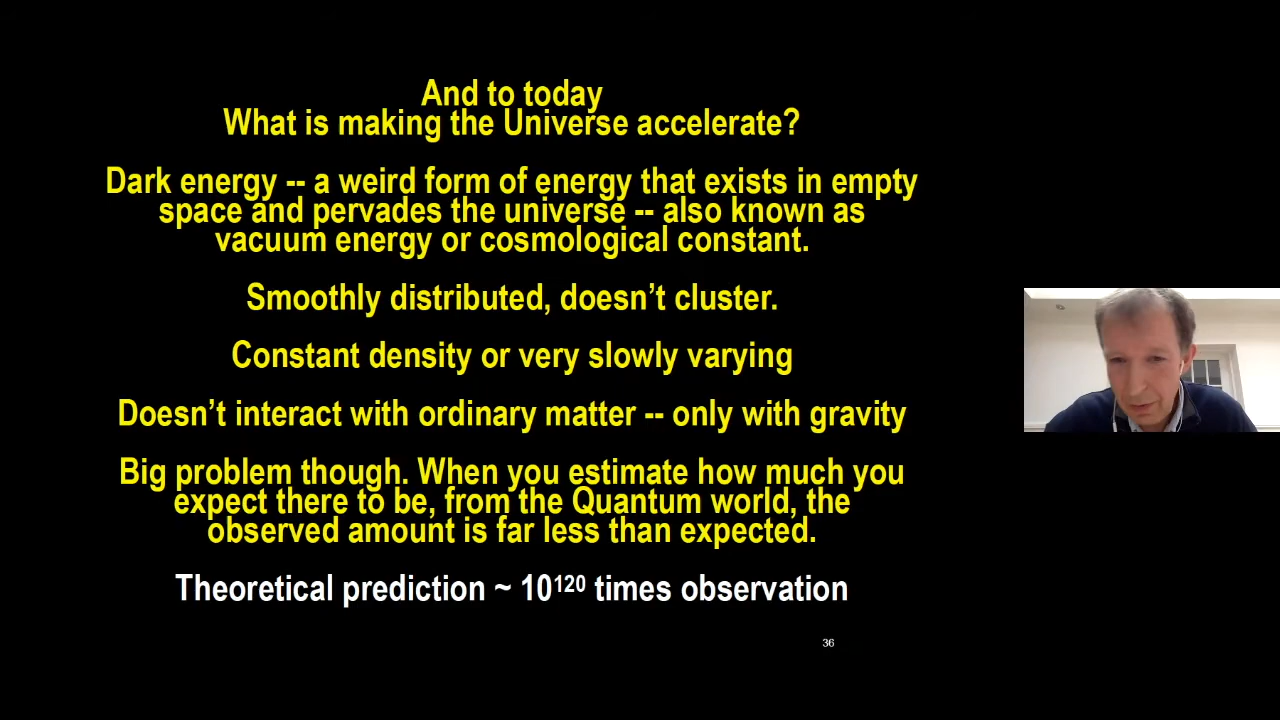 And to today
What is making the Universe accelerate?
Dark energy -- a weird form of energy that exists in empty
space and pervades the universe -- also known as
vacuum energy or cosmological constant.
Smoothly distributed, doesn’t cluster.
Constant density or very slowly varying
Doesn’t interact with ordinary matter -- only with gravity
Big problem though. When you estimate how much you
expect there to be, from the Quantum world, the
observed amount is far less than expected.
Theoretical prediction ~ 10¹²⁰ times observation
36